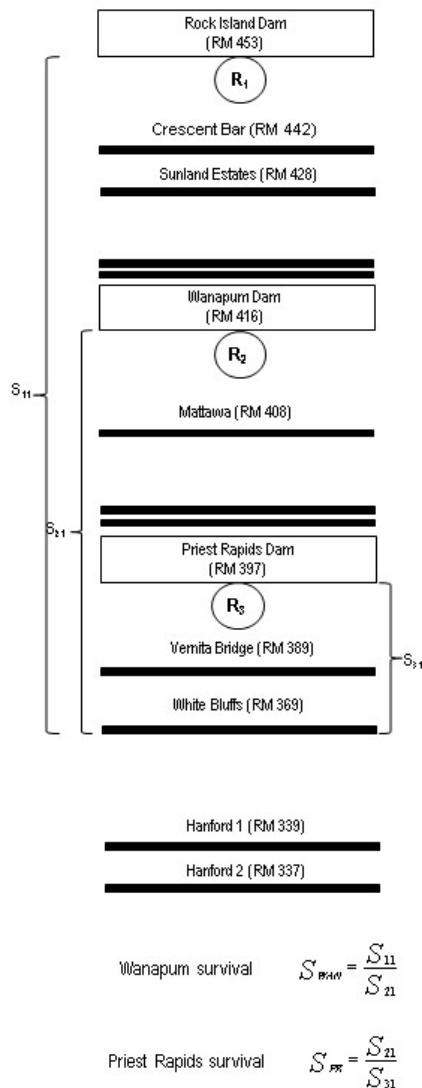 Rock Island Dam
(RM 453)
R₁
Crescent Bar (RM 442)
Sunland Estates (RM 428)
Wanapum Dam
(RM 416)
S₁₁
R₂
Mattawa (RM 408)
S₂₁
Priest Rapids Dam
(RM 397)
R₃
Vernita Bridge (RM 389)
S₃₁
White Bluffs (RM 369)
Hanford 1 (RM 339)
Hanford 2 (RM 337)
Wanapum survival S = S₁₁ / S₂₁
Priest Rapids survival S_PR = S₂₁ / S₃₁